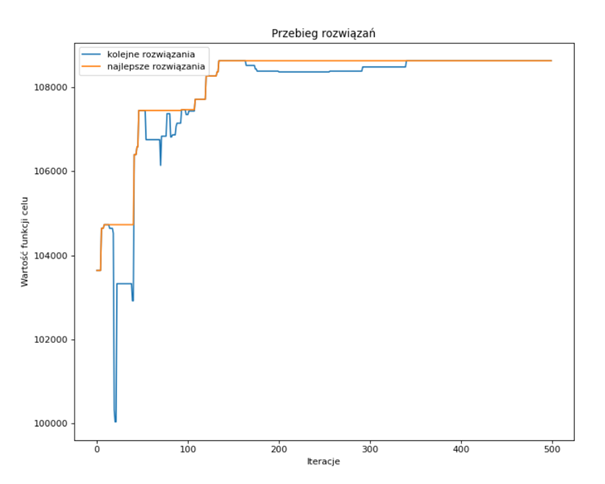 Przebieg rozwiązań
kolejne rozwiązania
najlepsze rozwiązania
108000
106000
104000
102000
100000
Wartość funkcji celu
0 100 200 300 400 500
Iteracje